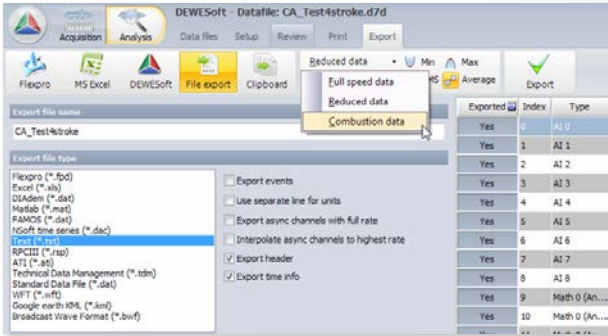 DEWESoft - Datafile: CA_Test4stroke.d7d
Acquisition
Analysis
Data files
Setup
Review
Print
Export
Flexpro
MS Excel
DEWESoft
File export
Clipboard
Reduced data
Min
Max
Average
Export
Full speed data
Reduced data
Combustion data
Export file name
CA_Test4stroke
Export file type
Flexpro (*.fpd)
Excel (*.xls)
DIAdem (*.dat)
Matlab (*.mat)
FAMOS (*.dat)
NSoft time series (*.dac)
Text (*.txt)
RPCIII (*.rsp)
ATI (*.ati)
Technical Data Management (*.tdm)
Standard Data File (*.dat)
WFT (*.wft)
Google earth KML (*.kml)
Broadcast Wave Format (*.bwf)
Export events
Use separate line for units
Export async channels with full rate
Interpolate async channels to highest rate
Export header
Export time info
Exported Index Type
Yes 0 AI 0
Yes 1 AI 1
Yes 2 AI 2
Yes 3 AI 3
Yes 4 AI 4
Yes 5 AI 5
Yes 6 AI 6
Yes 7 AI 7
Yes 8 AI 8
Yes 9 Math 0 (An...
Yes 10 Math 0 (An...